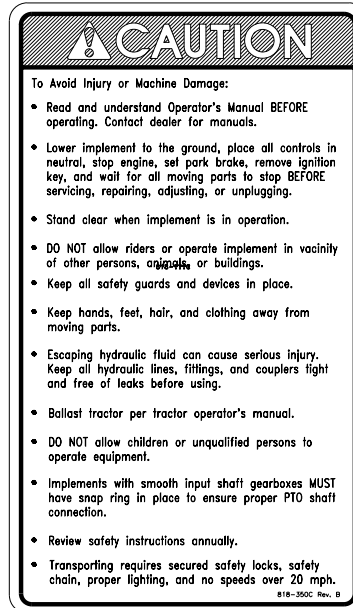 CAUTION
To Avoid Injury or Machine Damage:
• Read and understand Operator's Manual BEFORE
operating. Contact dealer for manuals.
• Lower implement to the ground, place all controls in
neutral, stop engine, set park brake, remove ignition
key, and wait for all moving parts to stop BEFORE
servicing, repairing, adjusting, or unplugging.
• Stand clear when implement is in operation.
• DO NOT allow riders or operate implement in vacinity
of other persons, animals, or buildings.
• Keep all safety guards and devices in place.
• Keep hands, feet, hair, and clothing away from
moving parts.
• Escaping hydraulic fluid can cause serious injury.
Keep all hydraulic lines, fittings, and couplers tight
and free of leaks before using.
• Ballast tractor per tractor operator's manual.
• DO NOT allow children or unqualified persons to
operate equipment.
• Implements with smooth input shaft gearboxes MUST
have snap ring in place to ensure proper PTO shaft
connection.
• Review safety instructions annually.
• Transporting requires secured safety locks, safety
chain, proper lighting, and no speeds over 20 mph.
818-350C Rev. B